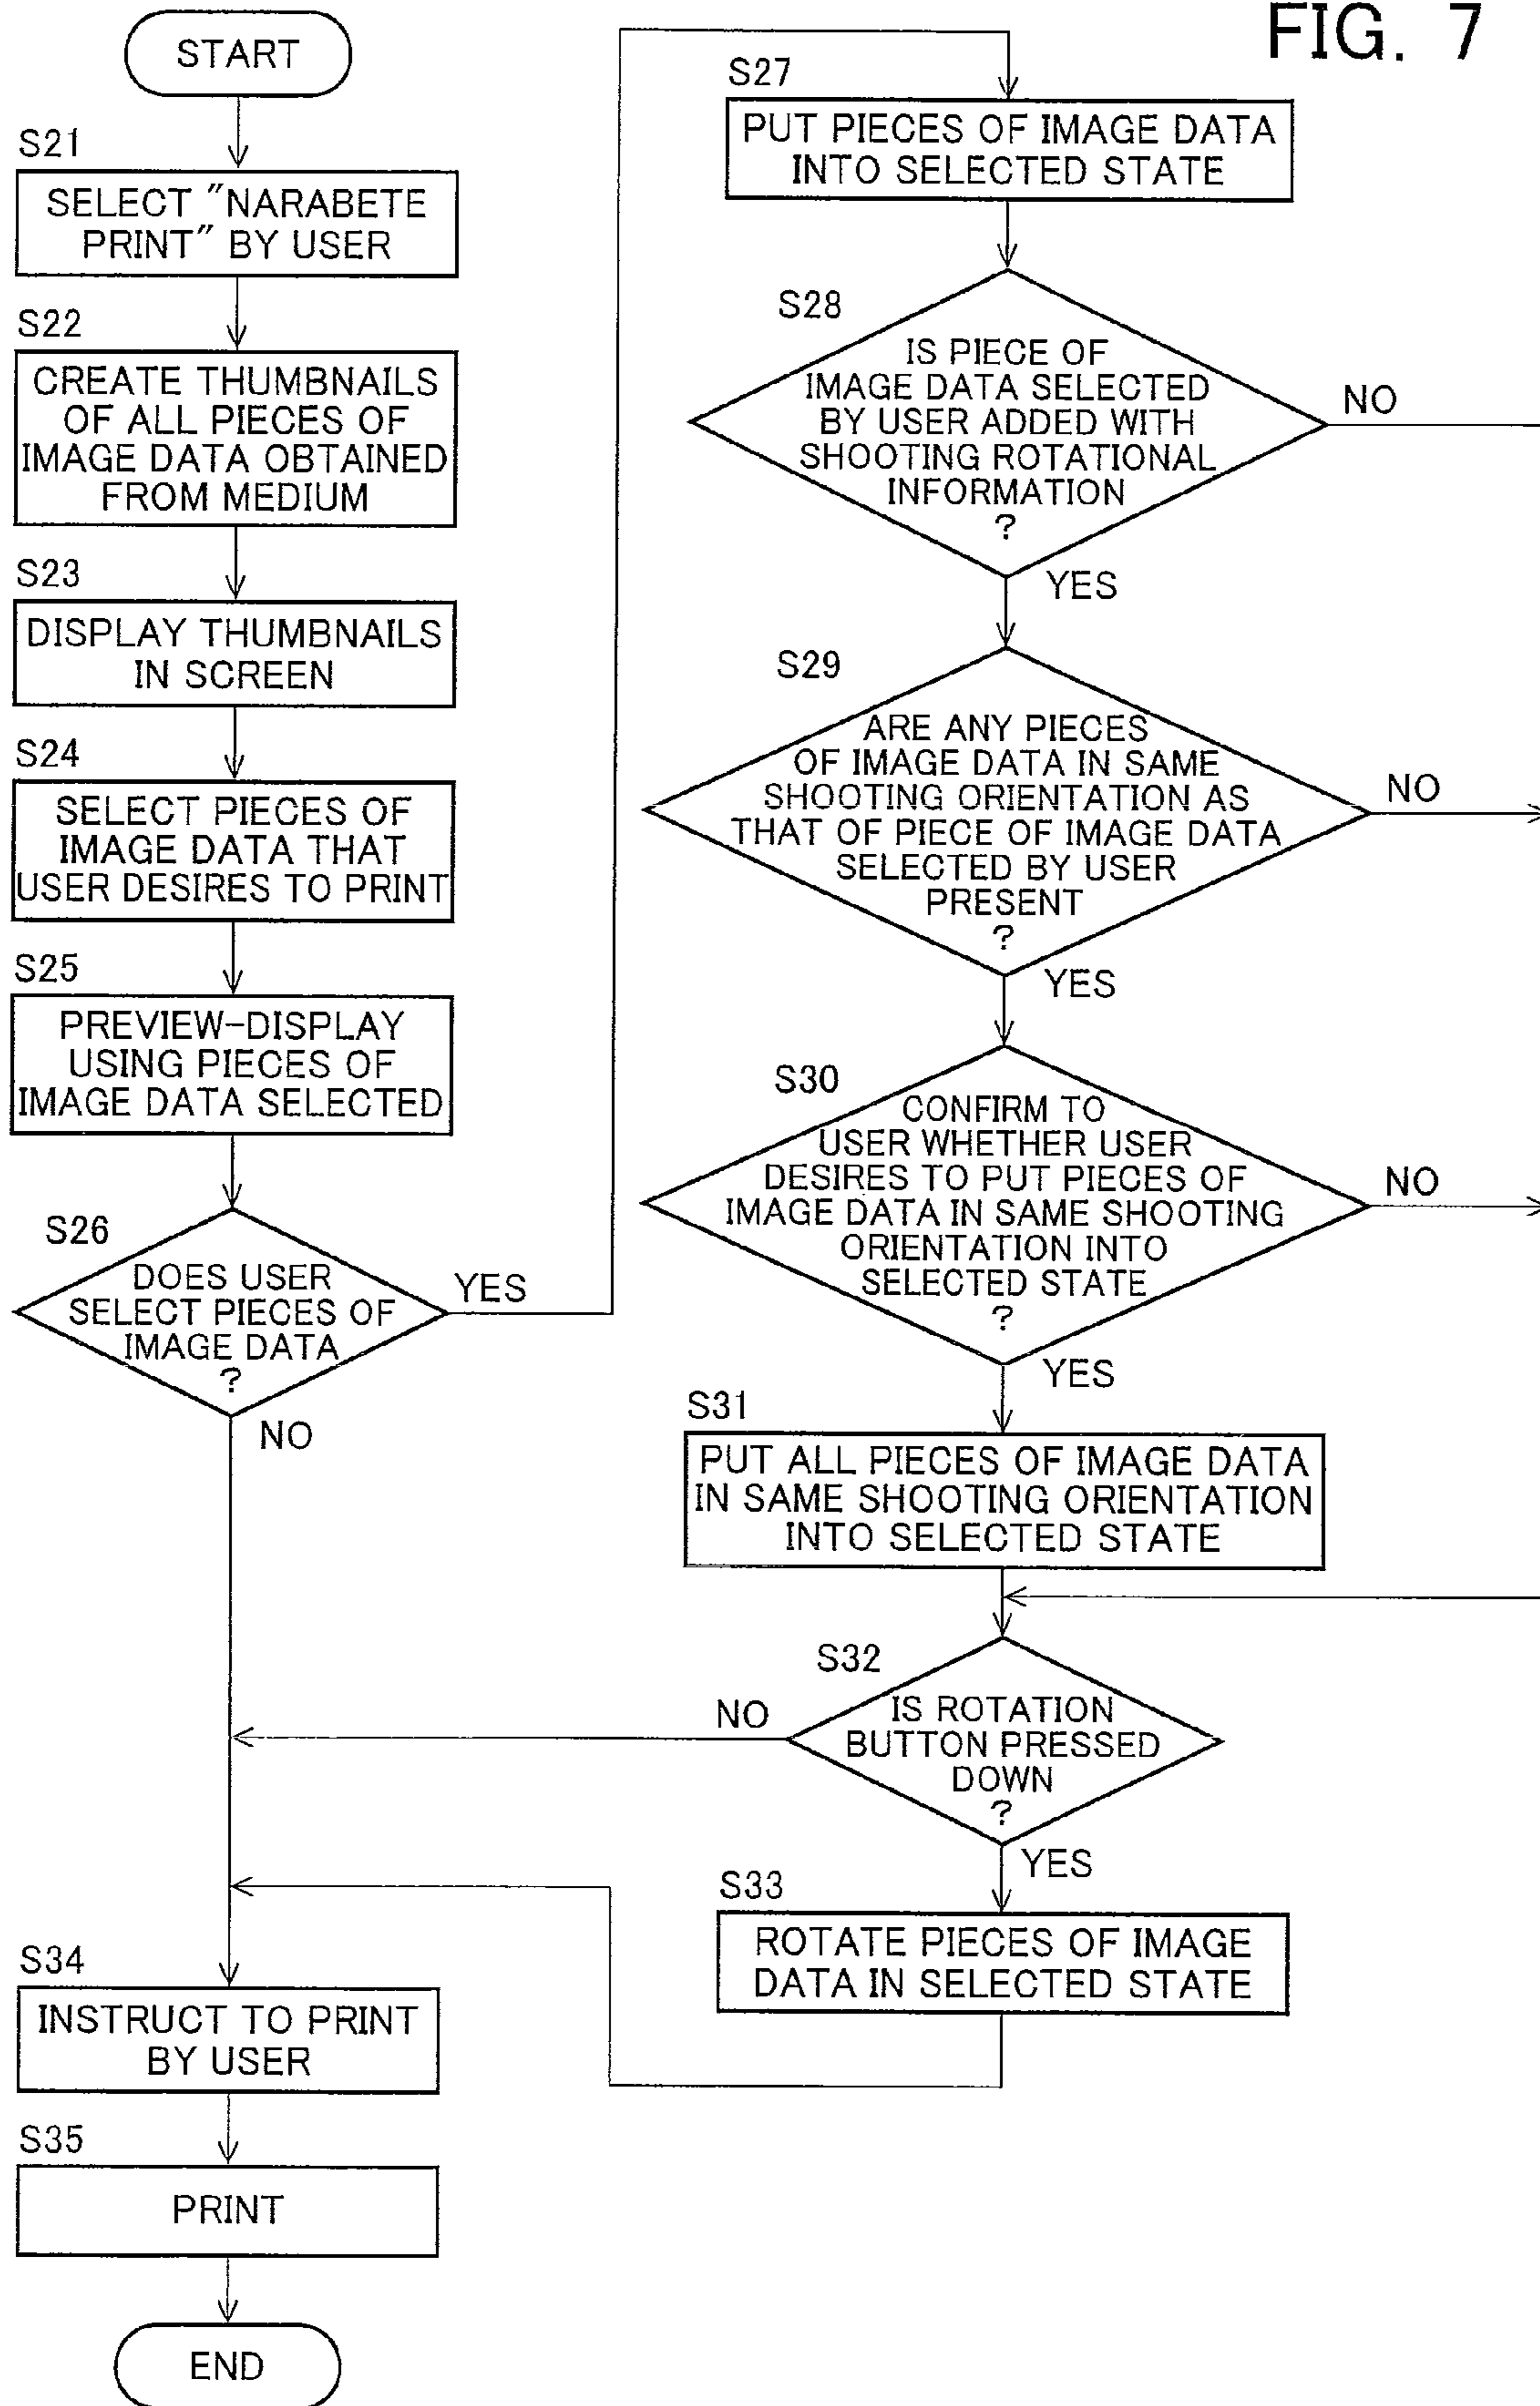 FIG. 7
START
S21
SELECT "NARABETE
PRINT" BY USER
S22
CREATE THUMBNAILS
OF ALL PIECES OF
IMAGE DATA OBTAINED
FROM MEDIUM
S23
DISPLAY THUMBNAILS
IN SCREEN
S24
SELECT PIECES OF
IMAGE DATA THAT
USER DESIRES TO PRINT
S25
PREVIEW-DISPLAY
USING PIECES OF
IMAGE DATA SELECTED
S26
DOES USER
SELECT PIECES OF
IMAGE DATA
?
YES
NO
S27
PUT PIECES OF IMAGE DATA
INTO SELECTED STATE
S28
IS PIECE OF
IMAGE DATA SELECTED
BY USER ADDED WITH
SHOOTING ROTATIONAL
INFORMATION
?
NO
YES
S29
ARE ANY PIECES
OF IMAGE DATA IN SAME
SHOOTING ORIENTATION AS
THAT OF PIECE OF IMAGE DATA
SELECTED BY USER
PRESENT
?
NO
YES
S30
CONFIRM TO
USER WHETHER USER
DESIRES TO PUT PIECES OF
IMAGE DATA IN SAME SHOOTING
ORIENTATION INTO
SELECTED STATE
?
NO
YES
S31
PUT ALL PIECES OF IMAGE DATA
IN SAME SHOOTING ORIENTATION
INTO SELECTED STATE
S32
IS ROTATION
BUTTON PRESSED
DOWN
?
NO
YES
S33
ROTATE PIECES OF IMAGE
DATA IN SELECTED STATE
S34
INSTRUCT TO PRINT
BY USER
S35
PRINT
END